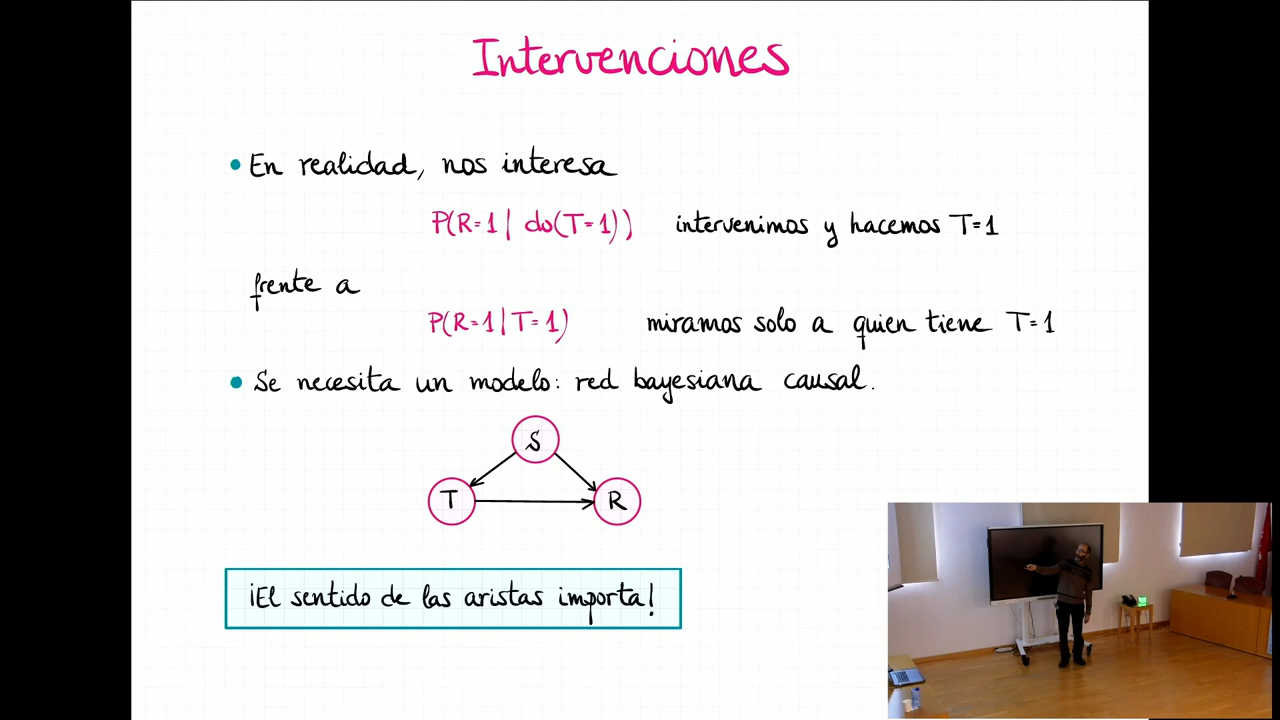 Intervenciones
• En realidad, nos interesa
P(R=1 | do(T=1)) intervenimos y hacemos T=1
frente a
P(R=1 | T=1) miramos solo a quien tiene T=1
• Se necesita un modelo: red bayesiana causal.
S
T R
¡El sentido de las aristas importa!